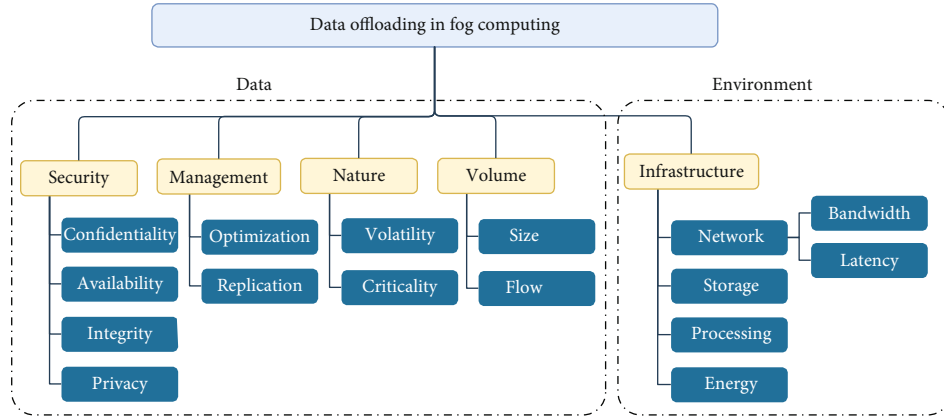 Data offloading in fog computing
Data
Environment
Security
Management
Nature
Volume
Infrastructure
Confidentiality
Availability
Integrity
Privacy
Optimization
Replication
Volatility
Criticality
Size
Flow
Network
Storage
Processing
Energy
Bandwidth
Latency